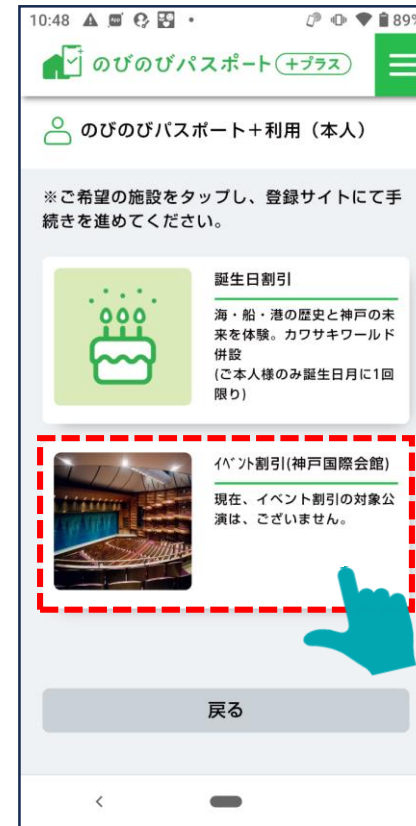 10:48
89%
のびのびパスポート+プラス
のびのびパスポート+利用(本人)
※ご希望の施設をタップし、登録サイトにて手
続きを進めてください。
誕生日割引
海・船・港の歴史と神戸の未
来を体験。カワサキワールド
併設
(ご本人様のみ誕生日月に1回
限り)
イベント割引(神戸国際会館)
現在、イベント割引の対象公
演は、ございません。
戻る